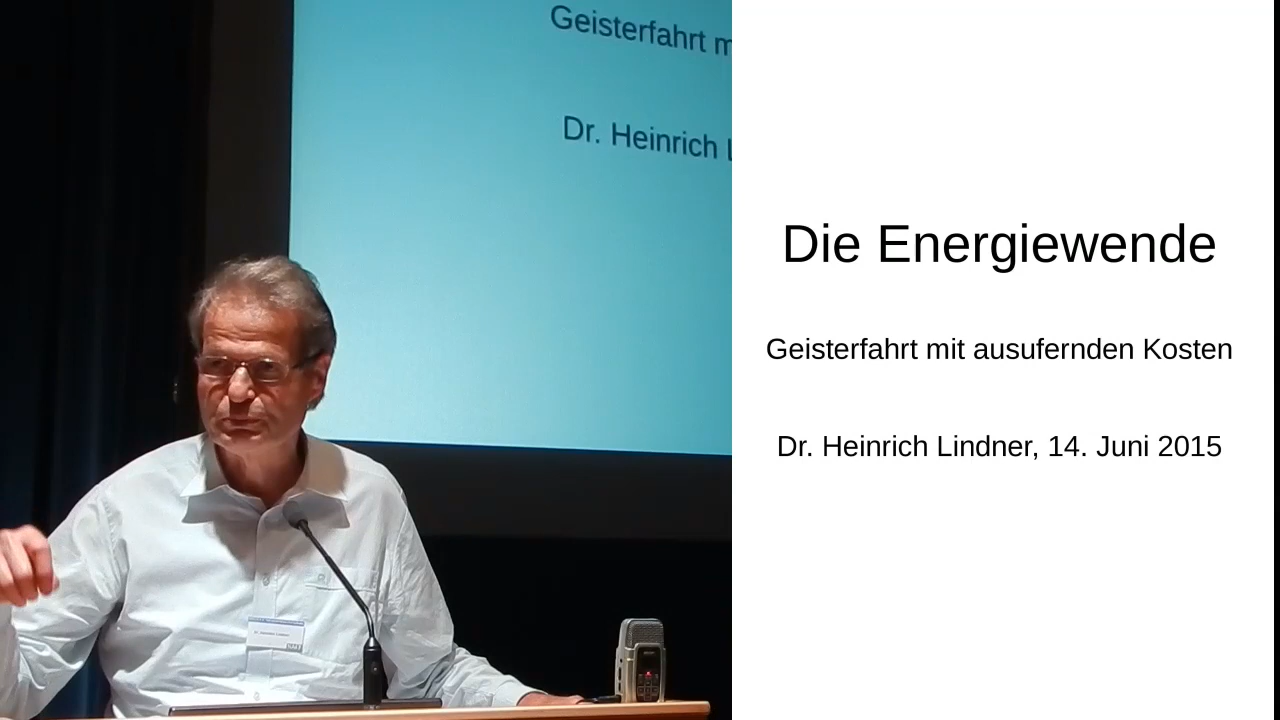 Geisterfahrt m
Dr. Heinrich L
Die Energiewende
Geisterfahrt mit ausufernden Kosten
Dr. Heinrich Lindner, 14. Juni 2015